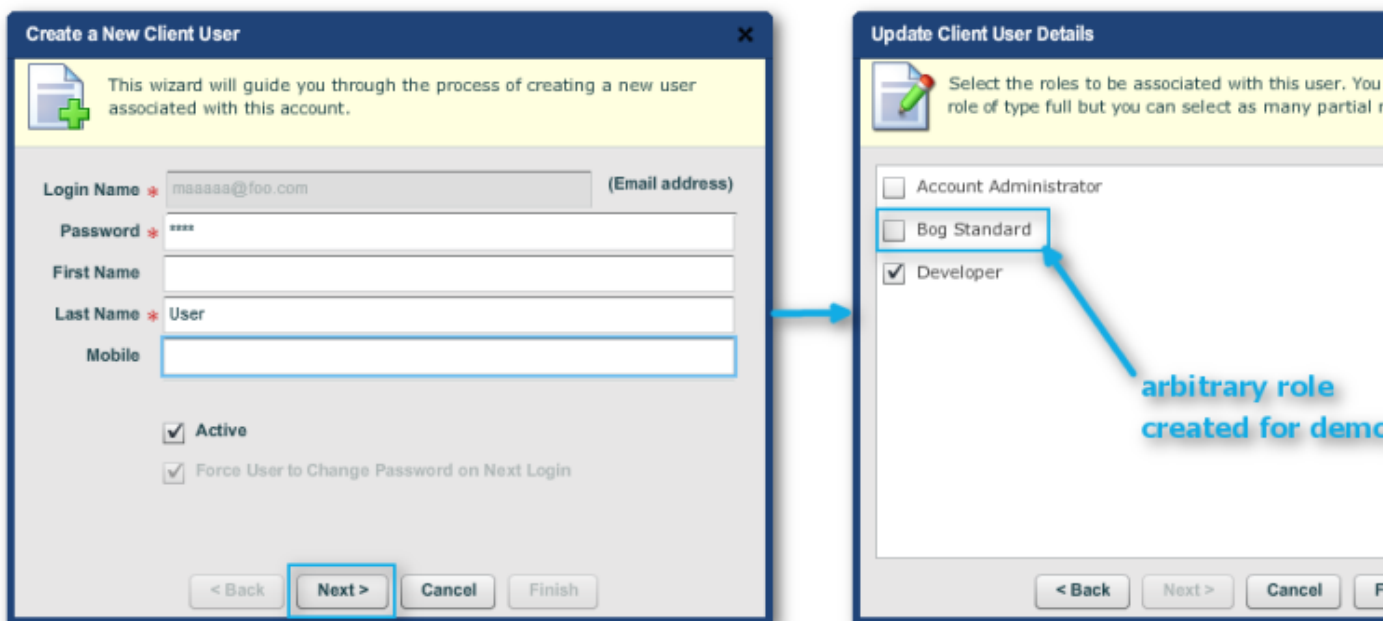 Create a New Client User
This wizard will guide you through the process of creating a new user
associated with this account.
Login Name * maaaaa@foo.com (Email address)
Password * ****
First Name
Last Name * User
Mobile
Active
Force User to Change Password on Next Login
< Back Next > Cancel Finish
Update Client User Details
Select the roles to be associated with this user. You
role of type full but you can select as many partial
Account Administrator
Bog Standard
Developer
arbitrary role
created for demo
< Back Next > Cancel